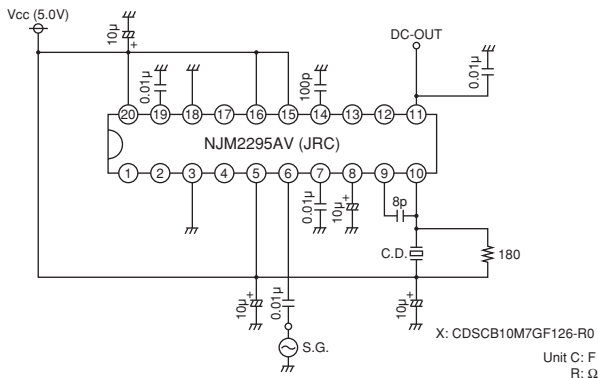 Vcc (5.0V)
10μ
+
0.01μ
100p
DC-OUT
0.01μ
20 19 18 17 16 15 14 13 12 11
NJM2295AV (JRC)
1 2 3 4 5 6 7 8 9 10
0.01μ
10μ
+
8p
C.D.
180
10μ
+
0.01μ
10μ
+
S.G.
X: CDSCB10M7GF126-R0
Unit C: F
R: Ω